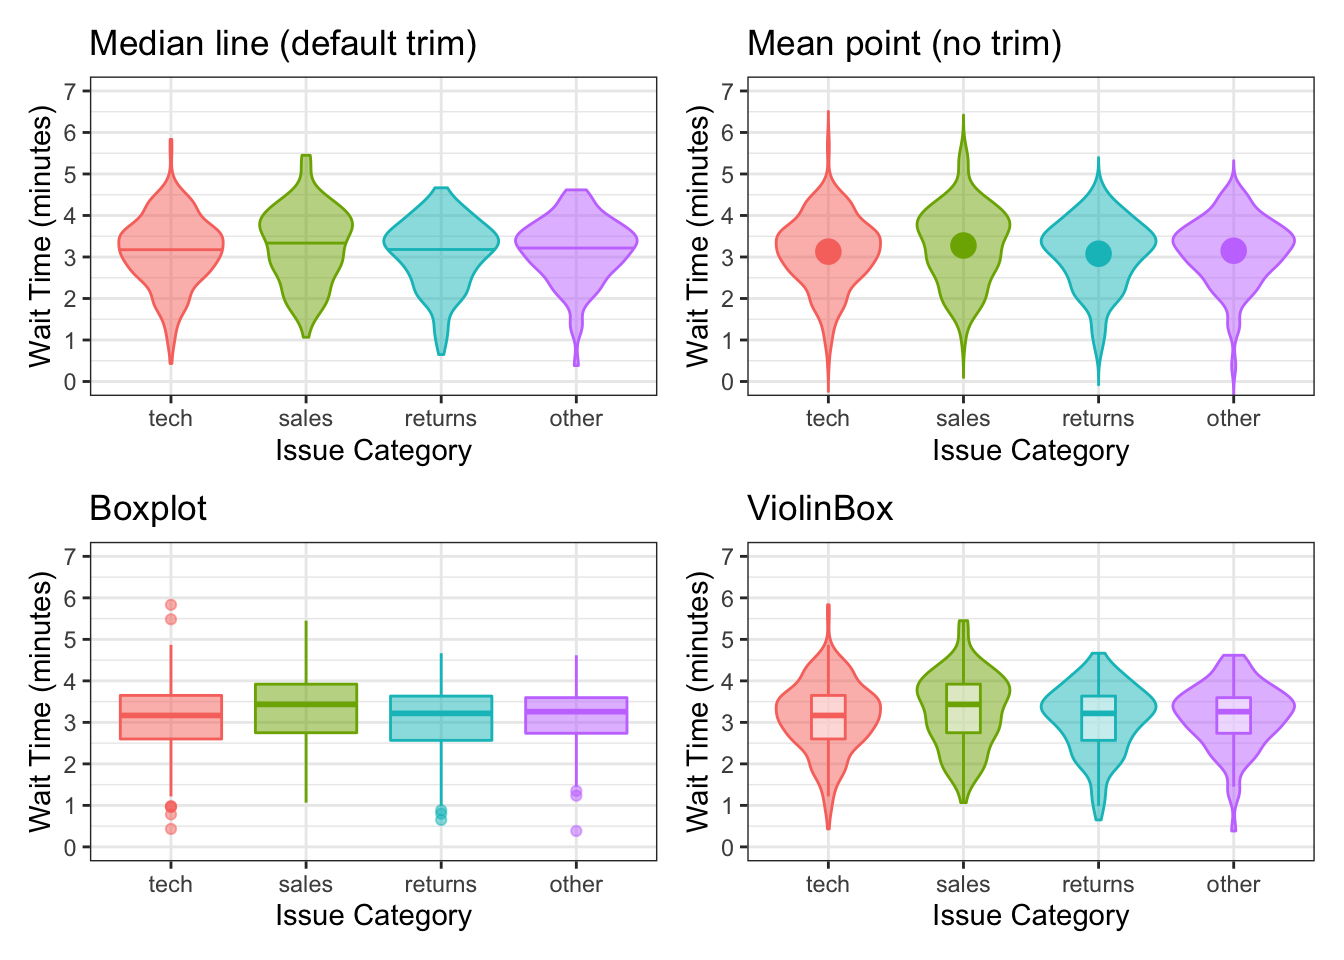 Median line (default trim)
Wait Time (minutes)
7
6
5
4
3
2
1
0
tech sales returns other
Issue Category
Mean point (no trim)
Wait Time (minutes)
7
6
5
4
3
2
1
0
tech sales returns other
Issue Category
Boxplot
Wait Time (minutes)
7
6
5
4
3
2
1
0
tech sales returns other
Issue Category
ViolinBox
Wait Time (minutes)
7
6
5
4
3
2
1
0
tech sales returns other
Issue Category